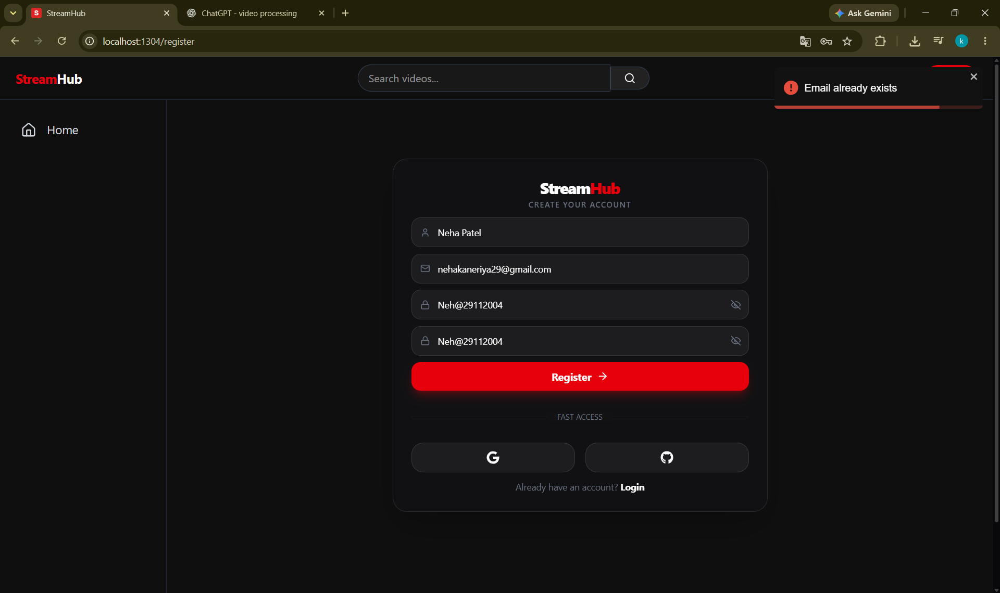 StreamHub
ChatGPT - video processing
Ask Gemini
localhost:1304/register
k
StreamHub
Search videos...
Email already exists
Home
StreamHub
CREATE YOUR ACCOUNT
Neha Patel
nehakaneriya29@gmail.com
Neh@29112004
Neh@29112004
Register
FAST ACCESS
Already have an account? Login